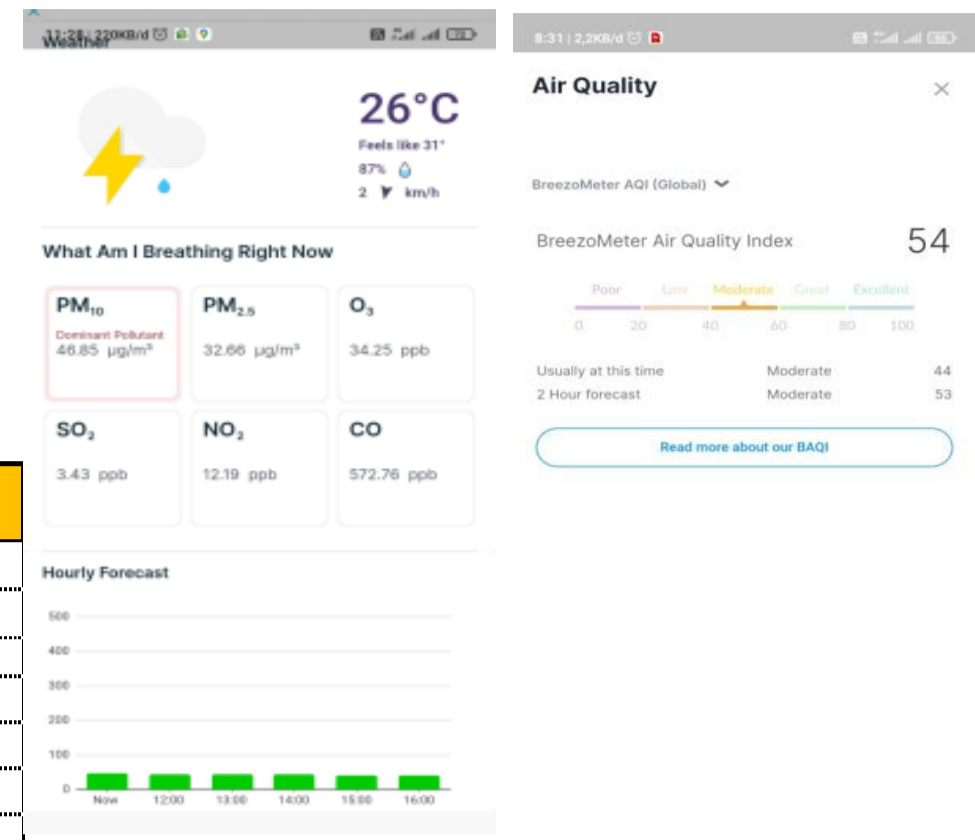 11:28 | 220KB/d
Weather
26°C
Feels like 31°
87%
2 km/h
What Am I Breathing Right Now
PM₁₀
Dominant Pollutant
46.85 µg/m³
PM₂.₅
32.66 µg/m³
O₃
34.25 ppb
SO₂
3.43 ppb
NO₂
12.19 ppb
CO
572.76 ppb
Hourly Forecast
500
400
300
200
100
0
Now 12:00 13:00 14:00 15:00 16:00
8:31 | 2,2KB/d
Air Quality
BreezoMeter AQI (Global)
BreezoMeter Air Quality Index 54
Poor Low Moderate Good Excellent
0 20 40 60 80 100
Usually at this time Moderate 44
2 Hour forecast Moderate 53
Read more about our BAQI